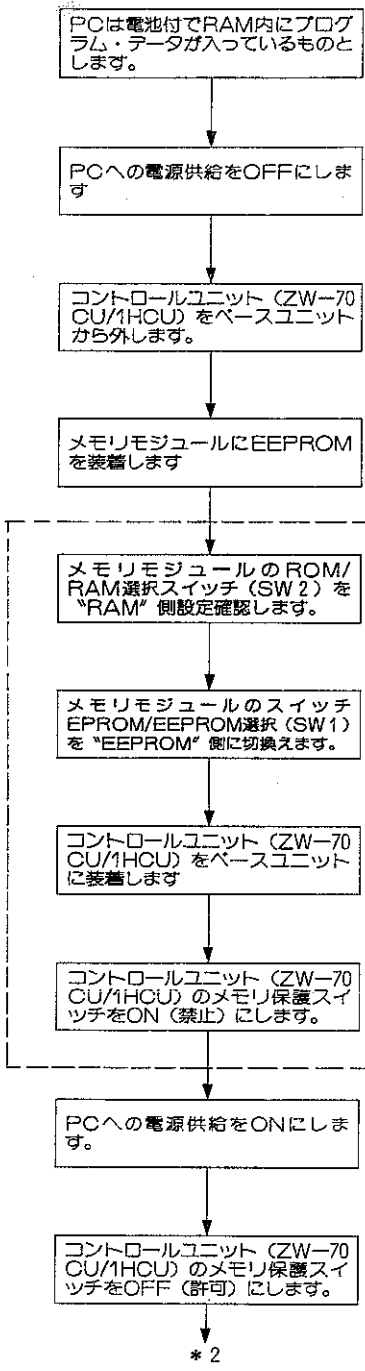 PCは電池付でRAM内にプログ
ラム・データが入っているものと
します。
PCへの電源供給をOFFにしま
す
コントロールユニット（ZW-70
CU/1HCU）をベースユニット
から外します。
メモリモジュールにEEPROM
を装着します
メモリモジュールのROM/
RAM選択スイッチ（SW2）を
〝RAM〞側設定確認します。
メモリモジュールのスイッチ
EPROM/EEPROM選択（SW1）
を〝EEPROM〞側に切換えます。
コントロールユニット（ZW-70
CU/1HCU）をベースユニット
に装着します
コントロールユニット（ZW-70
CU/1HCU）のメモリ保護スイ
ッチをON（禁止）にします。
PCへの電源供給をONにしま
す。
コントロールユニット（ZW-70
CU/1HCU）のメモリ保護スイ
ッチをOFF（許可）にします。
*2